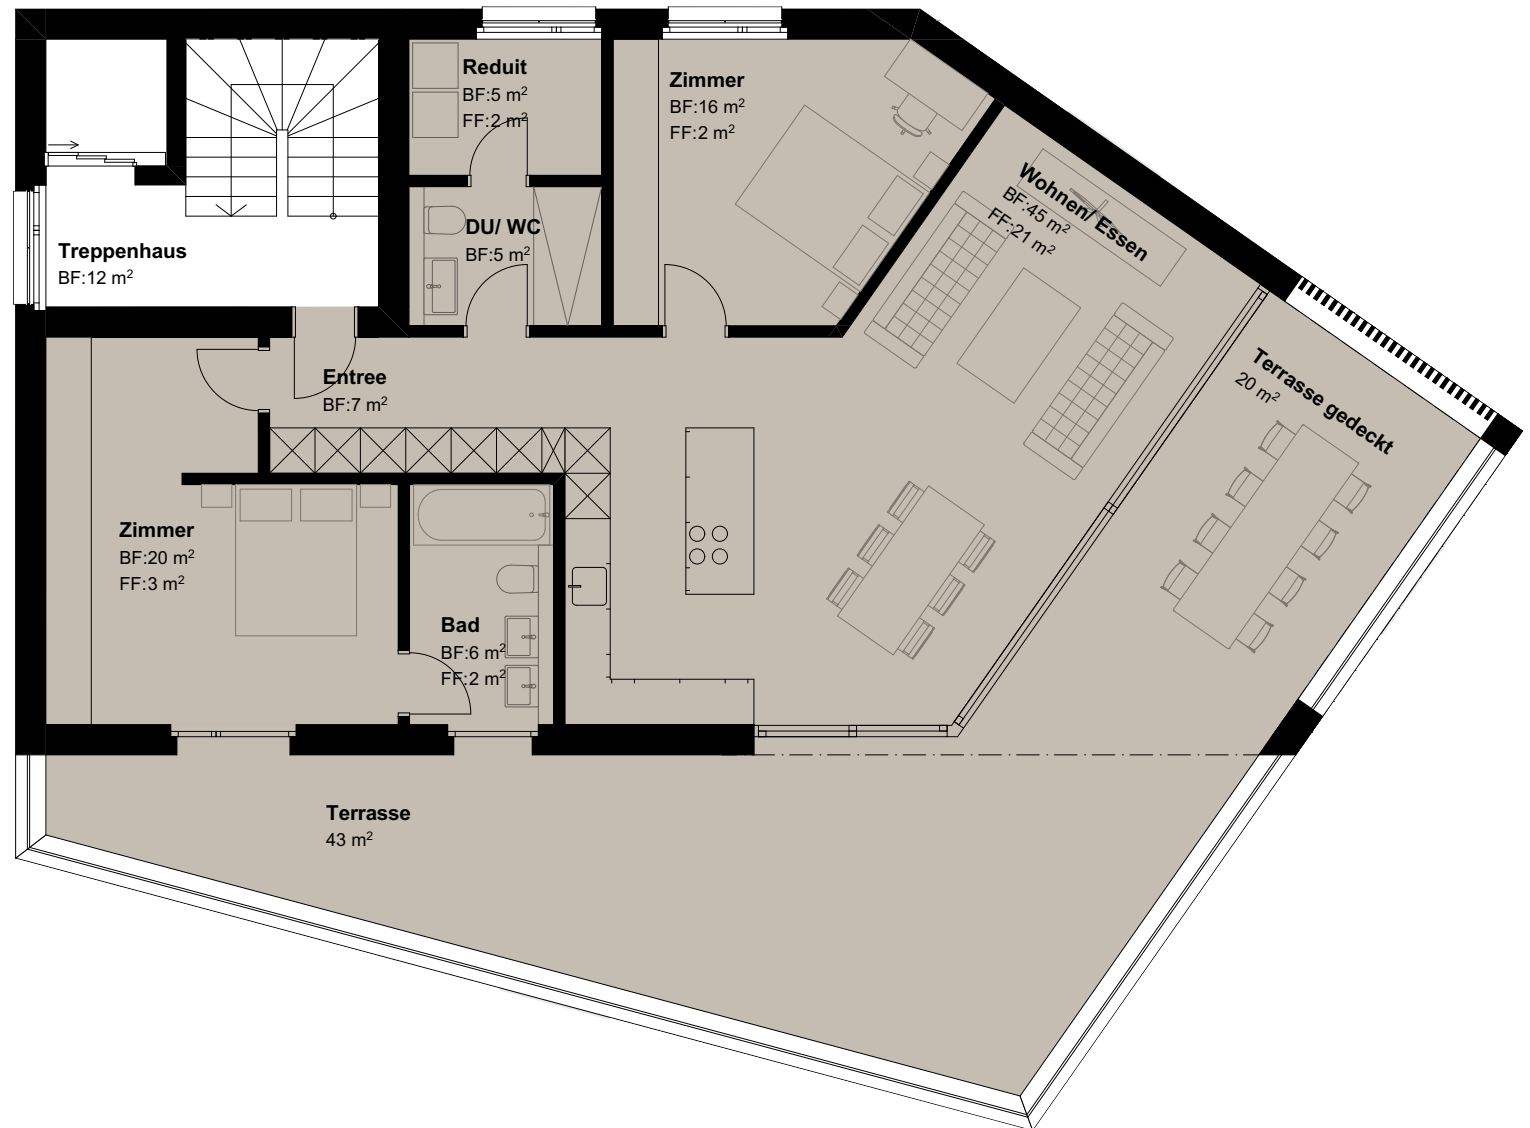 Reduit
BF:5 m²
FF:2 m²
Zimmer
BF:16 m²
FF:2 m²
Wohnen/ Essen
BF:45 m²
FF:21 m²
DU/ WC
BF:5 m²
Treppenhaus
BF:12 m²
Entree
BF:7 m²
Terrasse gedeckt
20 m²
Zimmer
BF:20 m²
FF:3 m²
Bad
BF:6 m²
FF:2 m²
Terrasse
43 m²